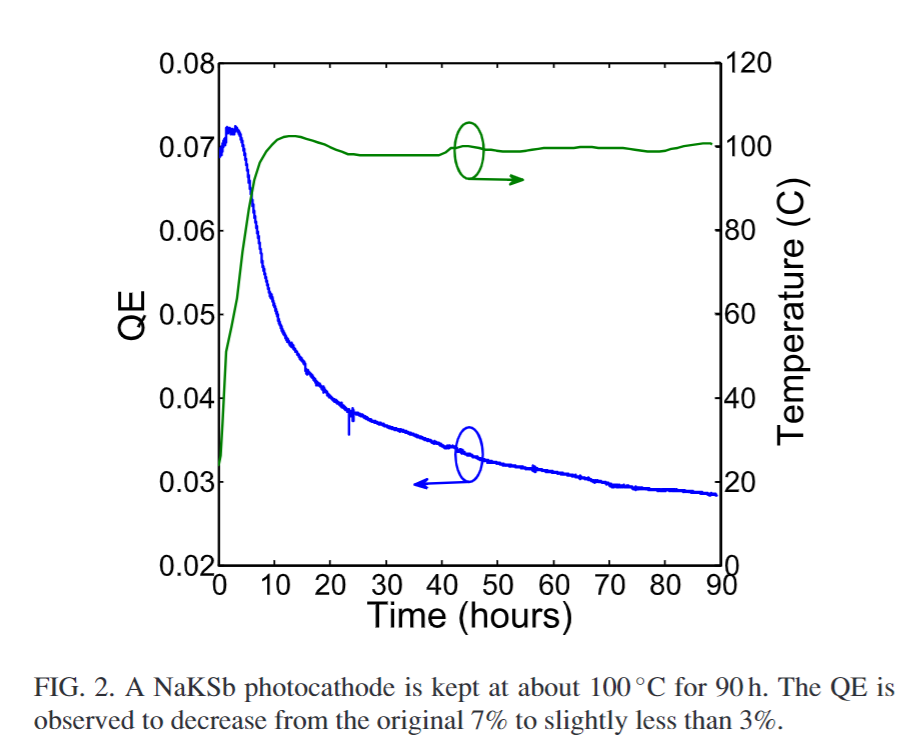 0.08
0.07
0.06
0.05
0.04
0.03
0.02
QE
120
100
80
60
40
20
0
Temperature (C)
0 10 20 30 40 50 60 70 80 90
Time (hours)
FIG. 2. A NaKSb photocathode is kept at about 100 °C for 90 h. The QE is
observed to decrease from the original 7% to slightly less than 3%.